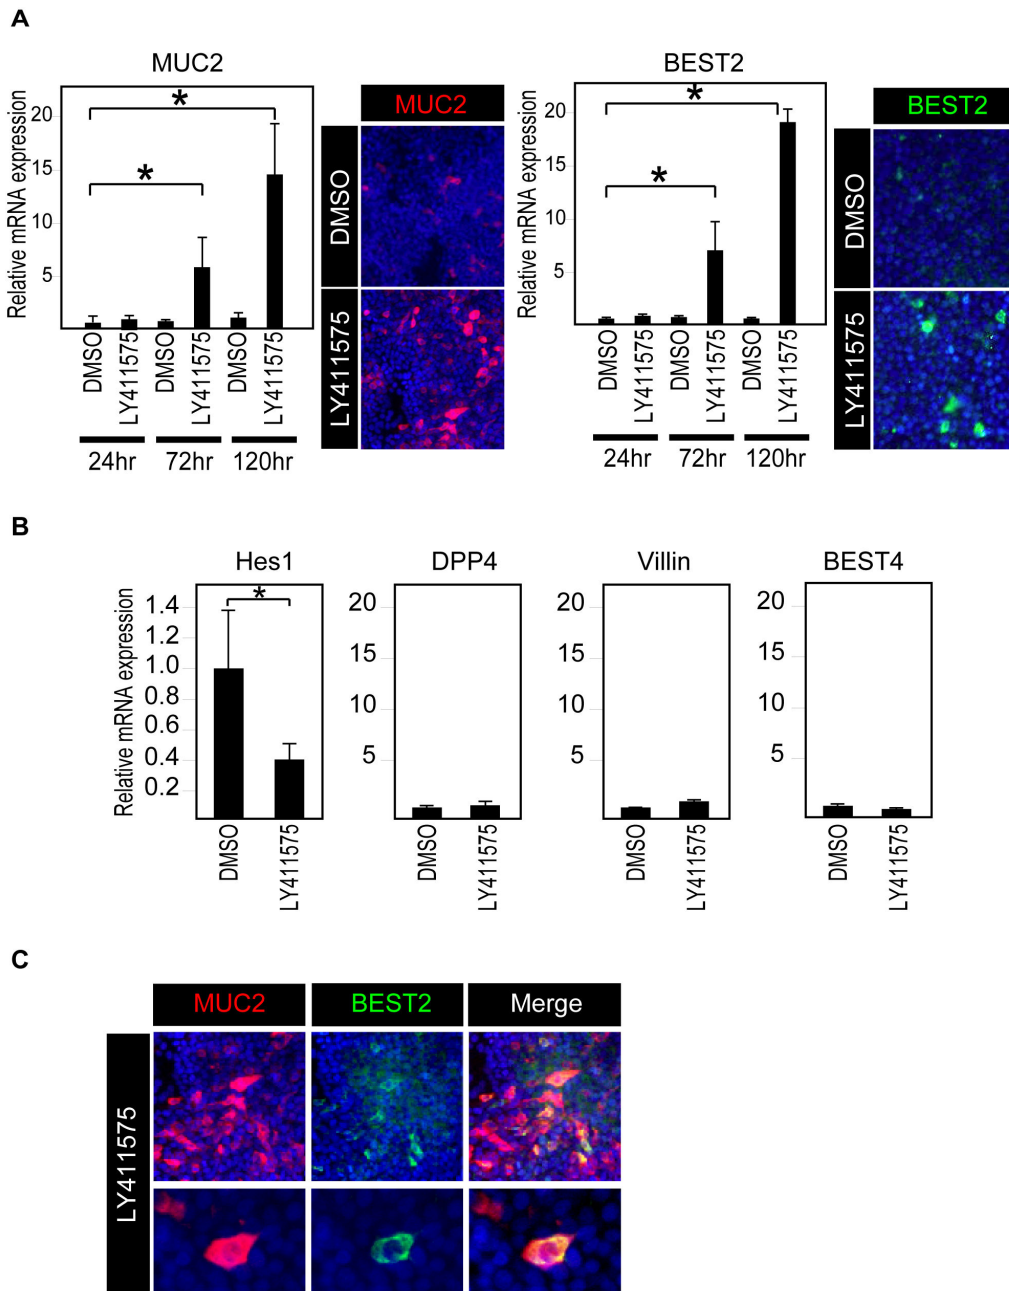 A
MUC2
Relative mRNA expression
20
15
10
5
*
*
DMSO
LY411575
DMSO
LY411575
DMSO
LY411575
24hr
72hr
120hr
MUC2
DMSO
LY411575
BEST2
Relative mRNA expression
20
15
10
5
*
*
DMSO
LY411575
DMSO
LY411575
DMSO
LY411575
24hr
72hr
120hr
BEST2
DMSO
LY411575
B
Hes1
Relative mRNA expression
1.4
1.2
1.0
0.8
0.6
0.4
0.2
*
DMSO
LY411575
DPP4
20
15
10
5
DMSO
LY411575
Villin
20
15
10
5
DMSO
LY411575
BEST4
20
15
10
5
DMSO
LY411575
C
MUC2
BEST2
Merge
LY411575